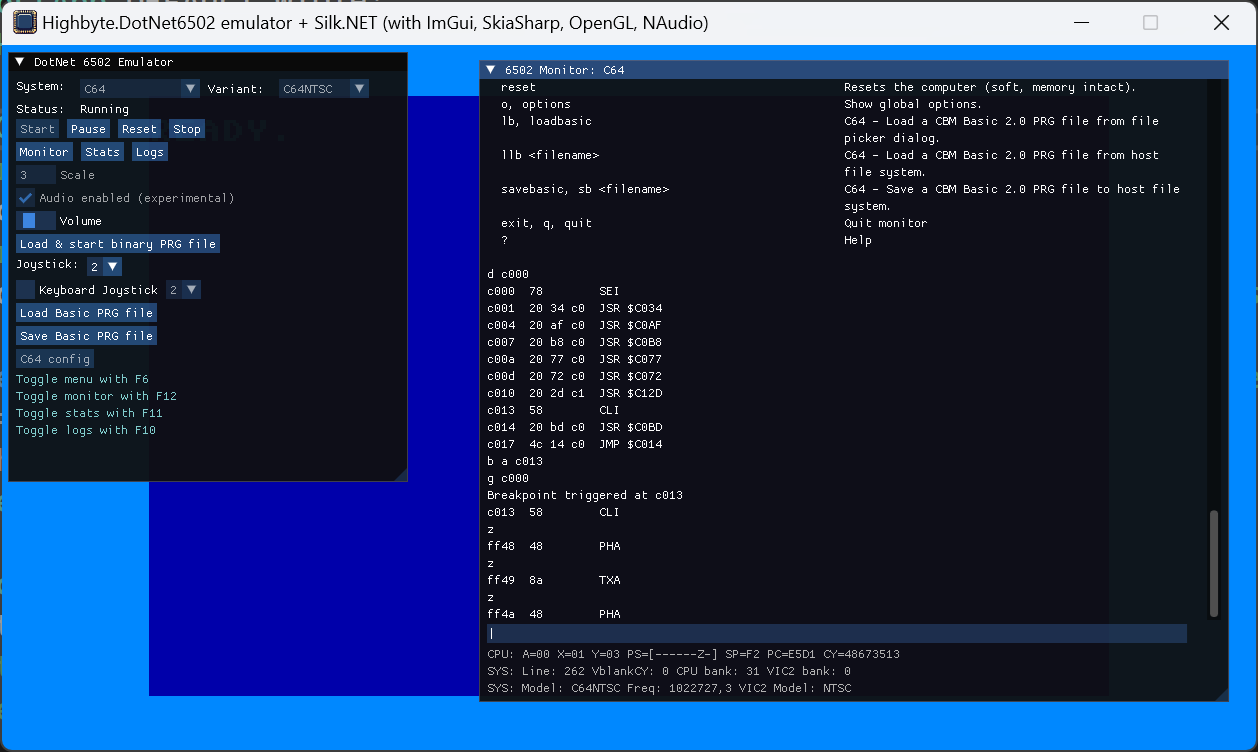 Highbyte.DotNet6502 emulator + Silk.NET (with ImGui, SkiaSharp, OpenGL, NAudio)
DotNet 6502 Emulator
System: C64 Variant: C64NTSC
Status: Running
Start Pause Reset Stop
Monitor Stats Logs
3 Scale
Audio enabled (experimental)
Volume
Load & start binary PRG file
Joystick: 2
Keyboard Joystick 2
Load Basic PRG file
Save Basic PRG file
C64 config
Toggle menu with F6
Toggle monitor with F12
Toggle stats with F11
Toggle logs with F10
6502 Monitor: C64
reset Resets the computer (soft, memory intact).
o, options Show global options.
lb, loadbasic C64 - Load a CBM Basic 2.0 PRG file from file
picker dialog.
llb <filename> C64 - Load a CBM Basic 2.0 PRG file from host
file system.
savebasic, sb <filename> C64 - Save a CBM Basic 2.0 PRG file to host file
system.
exit, q, quit Quit monitor
? Help
d c000
c000 78 SEI
c001 20 34 c0 JSR $C034
c004 20 af c0 JSR $C0AF
c007 20 b8 c0 JSR $C0B8
c00a 20 77 c0 JSR $C077
c00d 20 72 c0 JSR $C072
c010 20 2d c1 JSR $C12D
c013 58 CLI
c014 20 bd c0 JSR $C0BD
c017 4c 14 c0 JMP $C014
b a c013
g c000
Breakpoint triggered at c013
c013 58 CLI
z
ff48 48 PHA
z
ff49 8a TXA
z
ff4a 48 PHA
CPU: A=00 X=01 Y=03 PS=[------Z-] SP=F2 PC=E5D1 CY=48673513
SYS: Line: 262 VblankCY: 0 CPU bank: 31 VIC2 bank: 0
SYS: Model: C64NTSC Freq: 1022727,3 VIC2 Model: NTSC